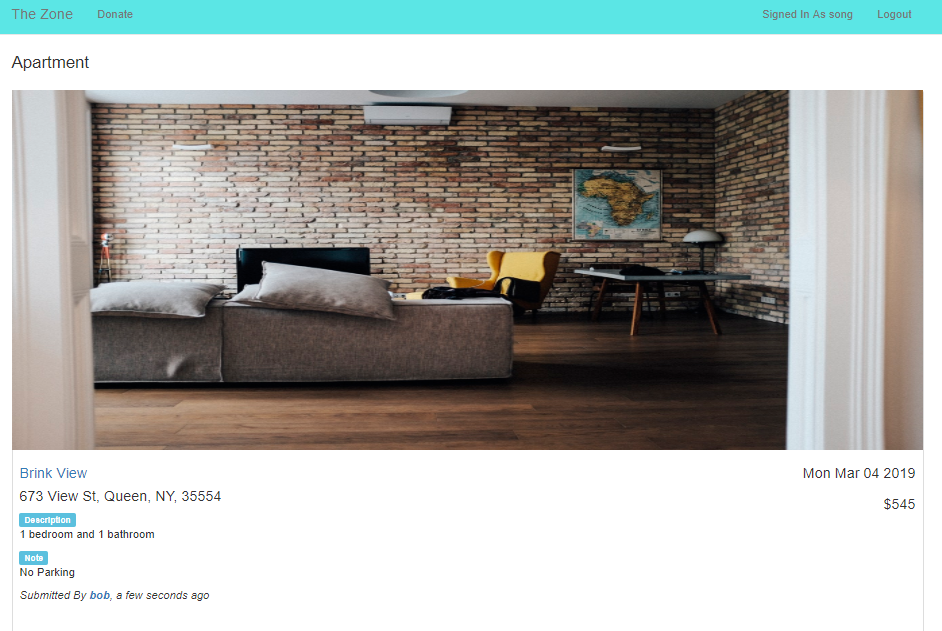 The Zone Donate Signed In As song Logout
Apartment
Brink View Mon Mar 04 2019
673 View St, Queen, NY, 35554
$545
Description
1 bedroom and 1 bathroom
Note
No Parking
Submitted By bob, a few seconds ago